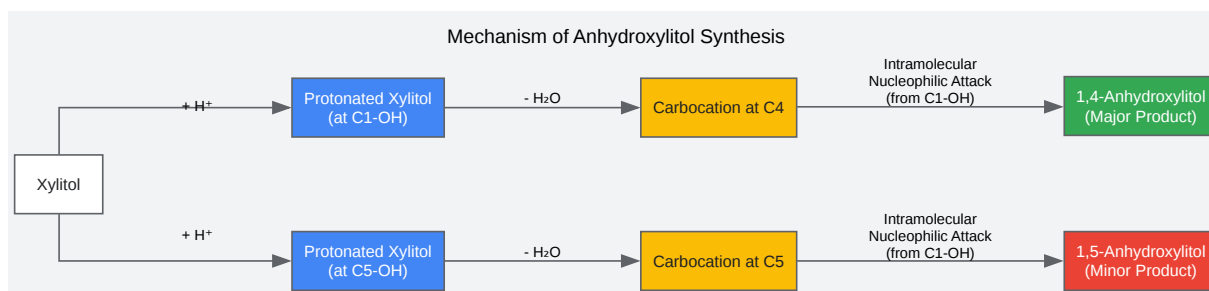 Mechanism of Anhydroxylitol Synthesis
Xylitol
+ H⁺
Protonated Xylitol
(at C1-OH)
- H₂O
Carbocation at C4
Intramolecular
Nucleophilic Attack
(from C1-OH)
1,4-Anhydroxylitol
(Major Product)
+ H⁺
Protonated Xylitol
(at C5-OH)
- H₂O
Carbocation at C5
Intramolecular
Nucleophilic Attack
(from C1-OH)
1,5-Anhydroxylitol
(Minor Product)